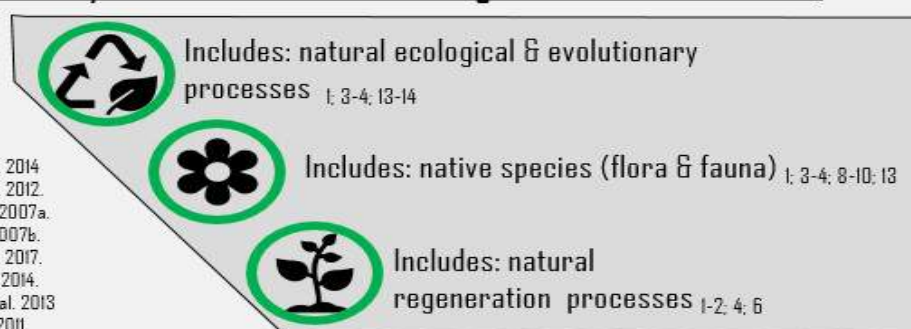 Includes: natural ecological & evolutionary
processes 1; 3-4; 13-14
Includes: native species (flora & fauna) 1; 3-4; 8-10; 13
Includes: natural
regeneration processes 1-2; 4; 6
2014
2012.
2007a.
007b.
2017.
2014.
al. 2013
2011